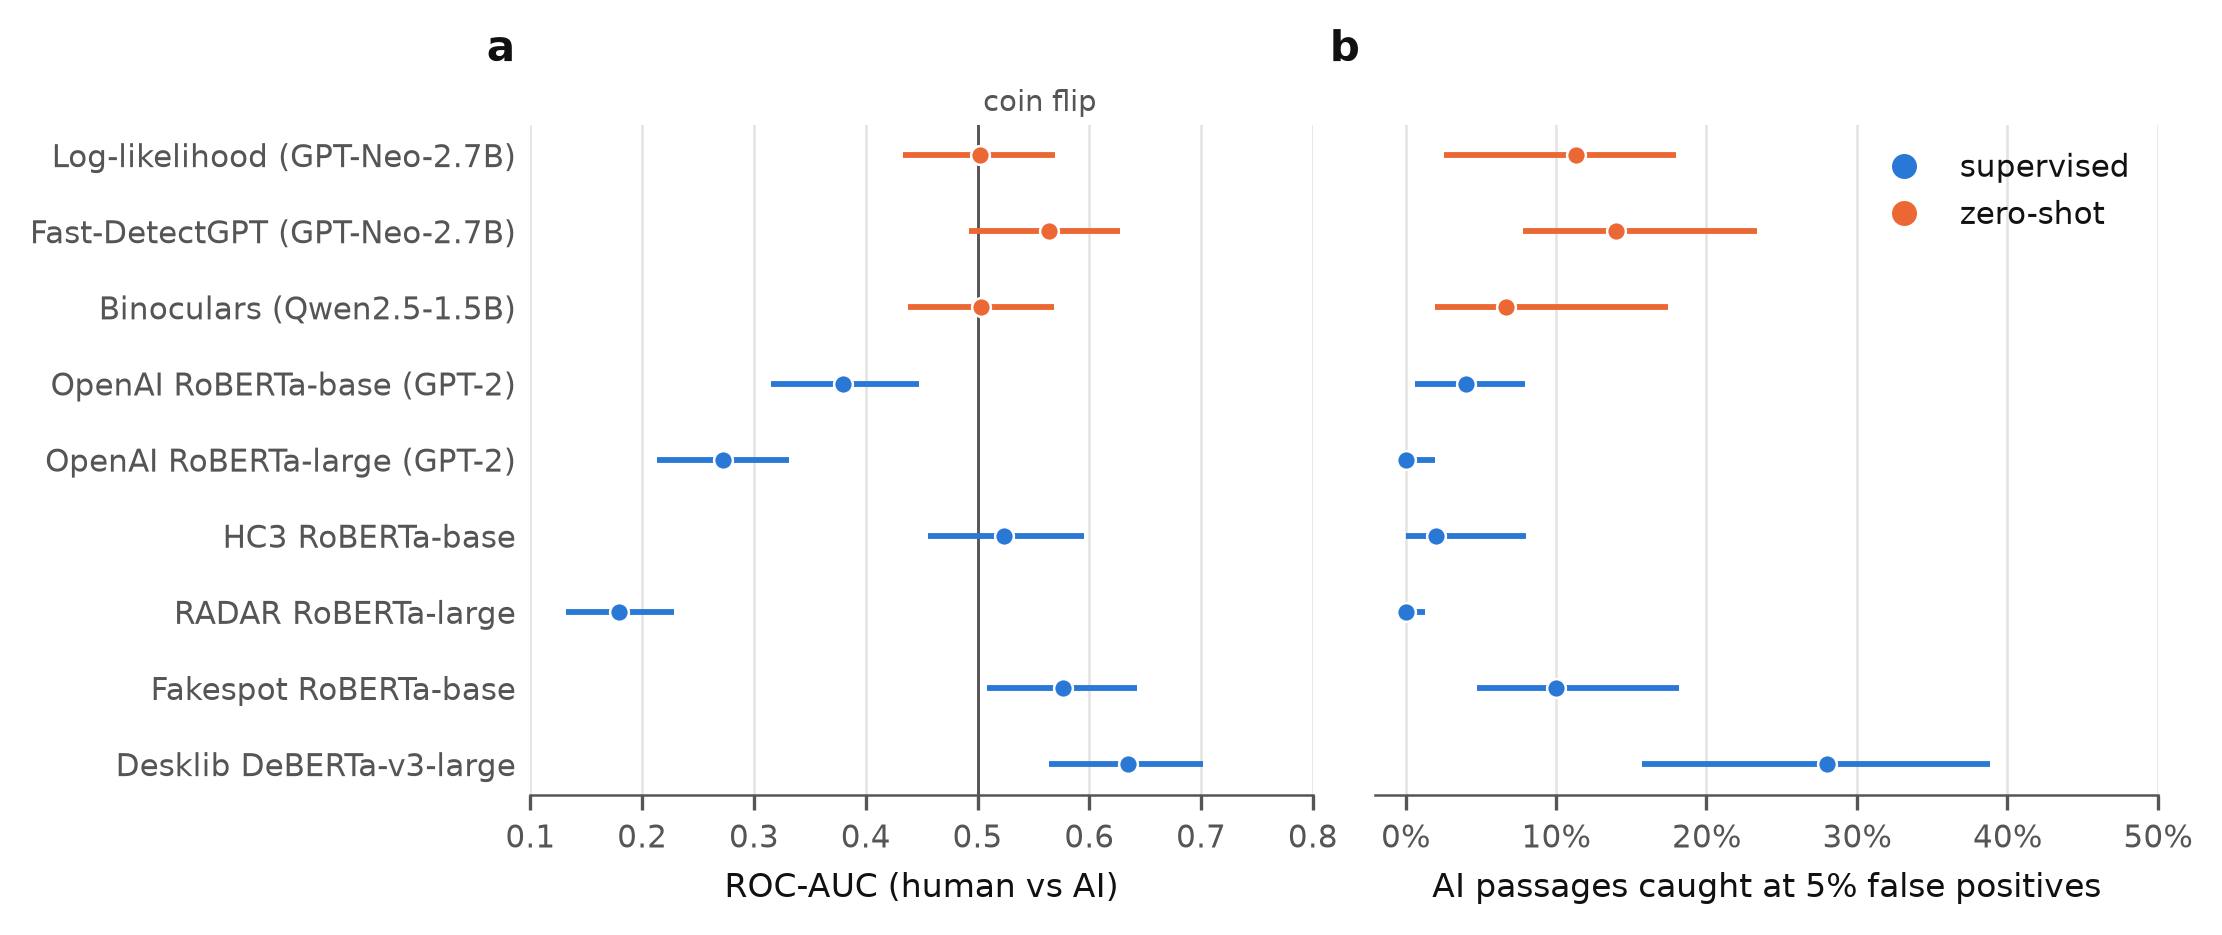 a
b
coin flip
Log-likelihood (GPT-Neo-2.7B)
Fast-DetectGPT (GPT-Neo-2.7B)
Binoculars (Qwen2.5-1.5B)
OpenAI RoBERTa-base (GPT-2)
OpenAI RoBERTa-large (GPT-2)
HC3 RoBERTa-base
RADAR RoBERTa-large
Fakespot RoBERTa-base
Desklib DeBERTa-v3-large
0.1 0.2 0.3 0.4 0.5 0.6 0.7 0.8
ROC-AUC (human vs AI)
supervised
zero-shot
0% 10% 20% 30% 40% 50%
AI passages caught at 5% false positives